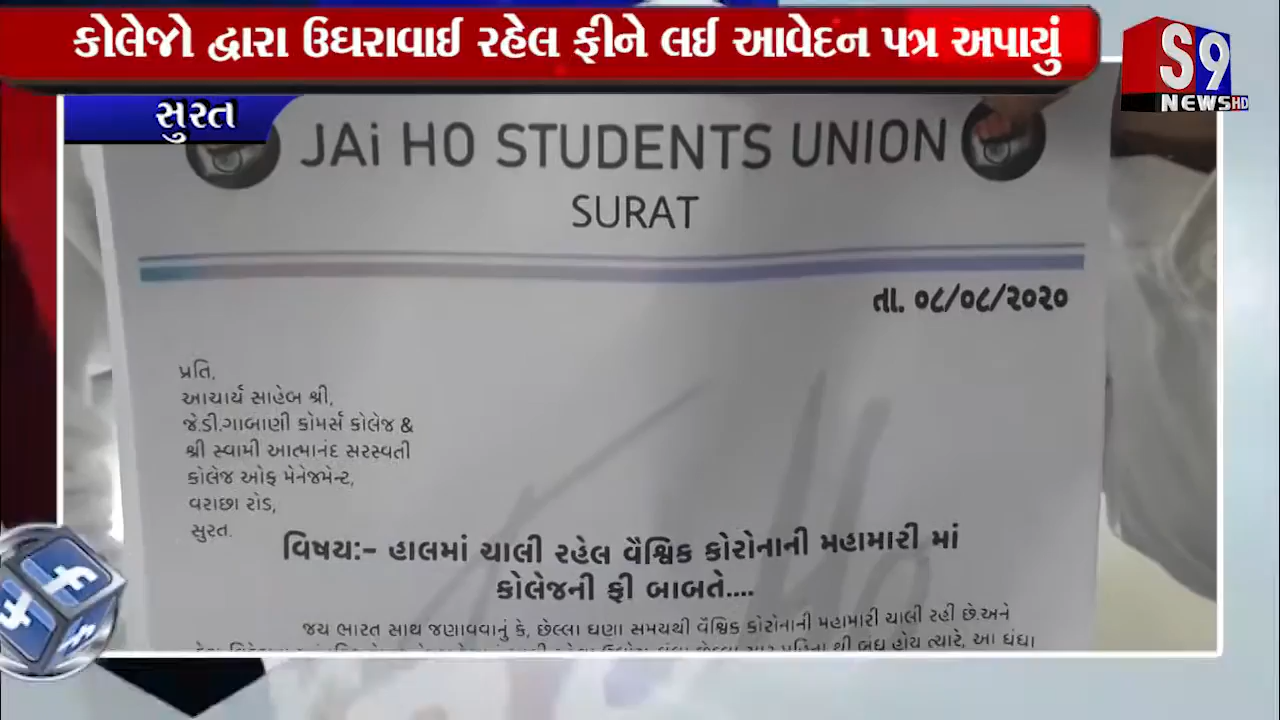 કોલેજો દ્વારા ઉઘરાવાઈ રહેલ ફીને લઈ આવેદન પત્ર અપાયું
S9
NEWS HD
સુરત
JAi HO STUDENTS UNION
SURAT
તા. ૦૮/૦૮/૨૦૨૦
પ્રતિ,
આચાર્ય સાહેબ શ્રી,
જે.ડી.ગાબાણી કોમર્સ કોલેજ &
શ્રી સ્વામી આત્માનંદ સરસ્વતી
કોલેજ ઓફ મેનેજમેન્ટ,
વરાછા રોડ,
સુરત.
વિષય:- હાલમાં ચાલી રહેલ વૈશ્વિક કોરોનાની મહામારી માં
કોલેજની ફી બાબતે....
જય ભારત સાથ જણાવવાનું કે, છેલ્લા ઘણા સમયથી વૈશ્વિક કોરોનાની મહામારી ચાલી રહી છે.અને
થી બંધ હોય ત્યારે, આ ધંધા